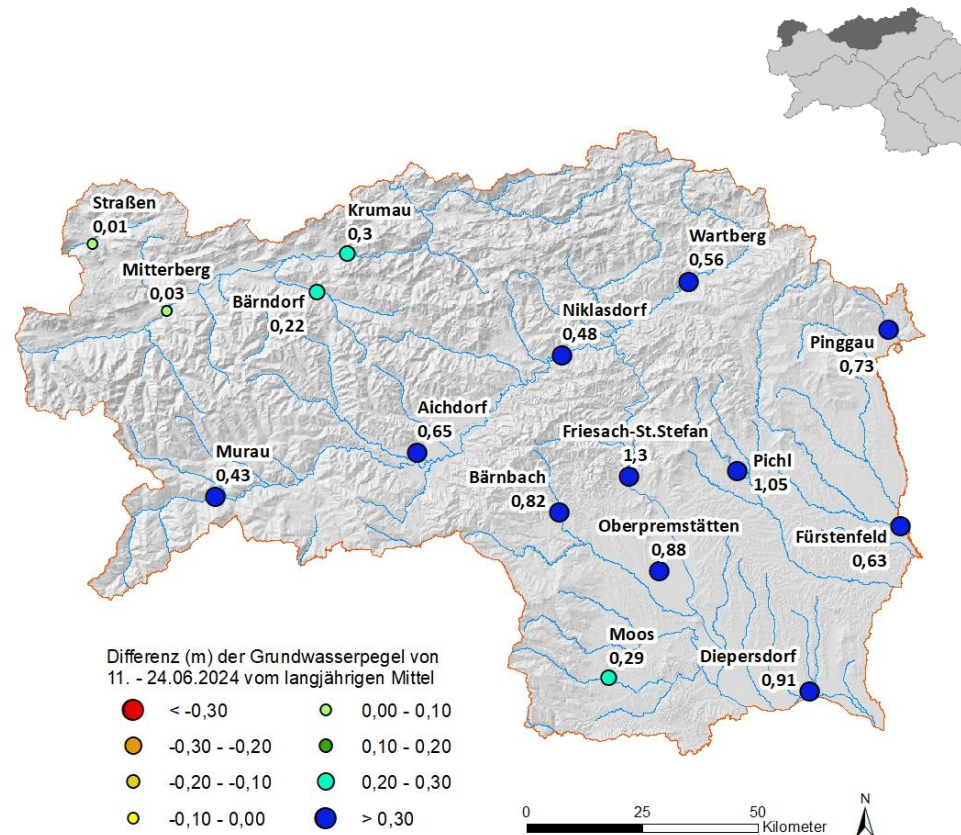 Straßen
0,01
Krumau
0,3
Wartberg
0,56
Mitterberg
0,03
Bärndorf
0,22
Niklasdorf
0,48
Pinggau
0,73
Aichdorf
0,65
Friesach-St.Stefan
1,3
Pichl
1,05
Murau
0,43
Bärnbach
0,82
Oberpremstätten
0,88
Fürstenfeld
0,63
Moos
0,29
Diepersdorf
0,91
Differenz (m) der Grundwasserpegel von
11. - 24.06.2024 vom langjährigen Mittel
< -0,30
-0,30 - -0,20
-0,20 - -0,10
-0,10 - 0,00
0,00 - 0,10
0,10 - 0,20
0,20 - 0,30
> 0,30
0 25 50
Kilometer
N